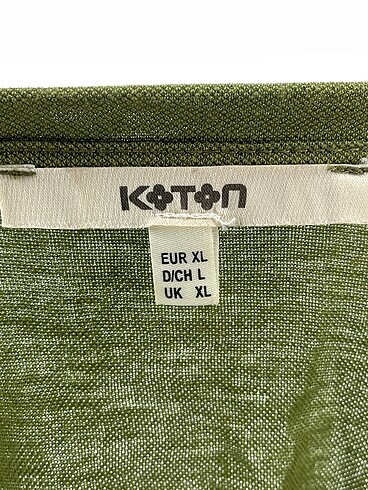 KOTON
EUR XL
D/CH L
UK XL